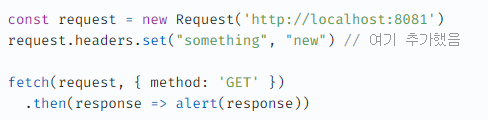 const request = new Request('http://localhost:8081')
request.headers.set("something", "new") // 여기 추가했음
fetch(request, { method: 'GET' })
.then(response => alert(response))